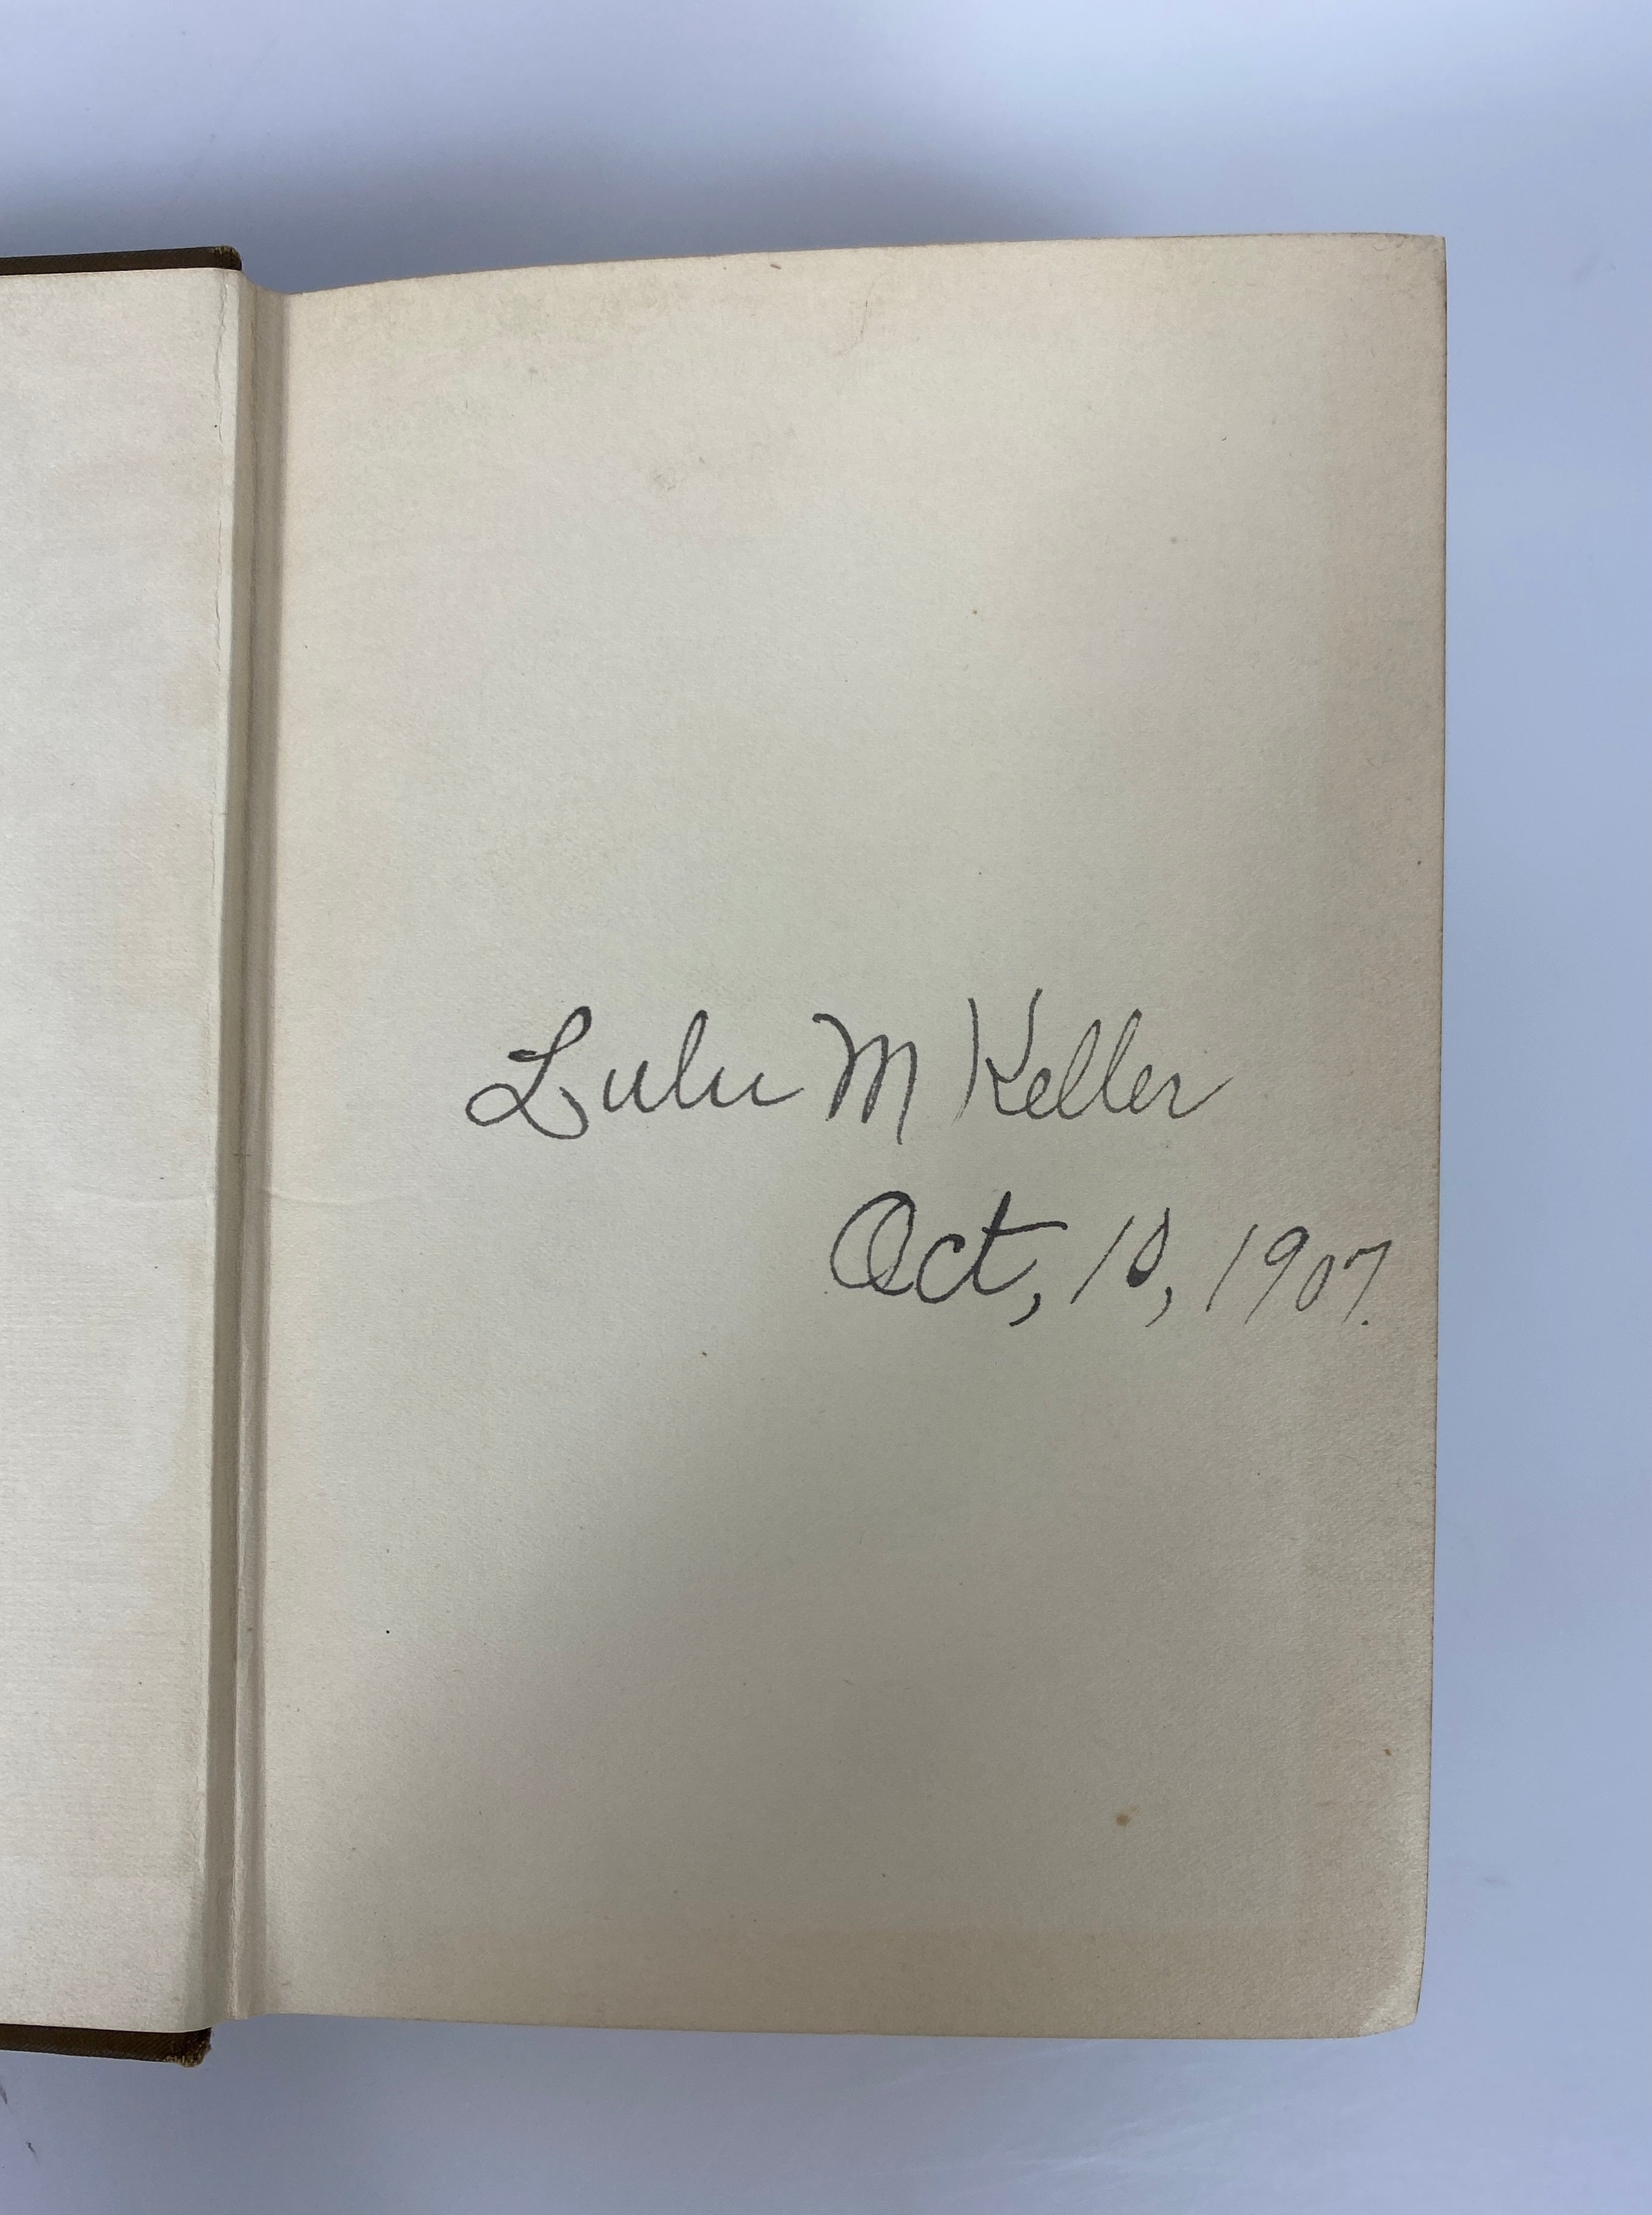 Lulu M Keller
Oct, 10, 1907.